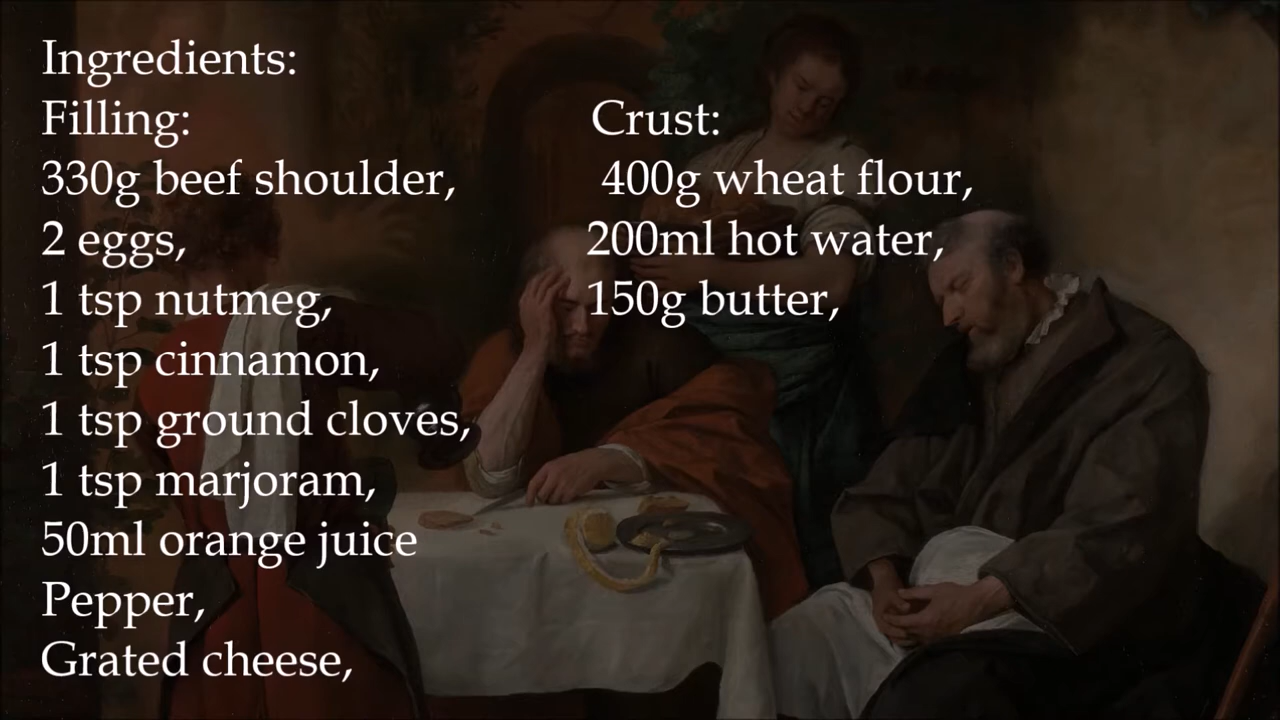 Ingredients:
Filling:
330g beef shoulder,
2 eggs,
1 tsp nutmeg,
1 tsp cinnamon,
1 tsp ground cloves,
1 tsp marjoram,
50ml orange juice
Pepper,
Grated cheese,
Crust:
400g wheat flour,
200ml hot water,
150g butter,